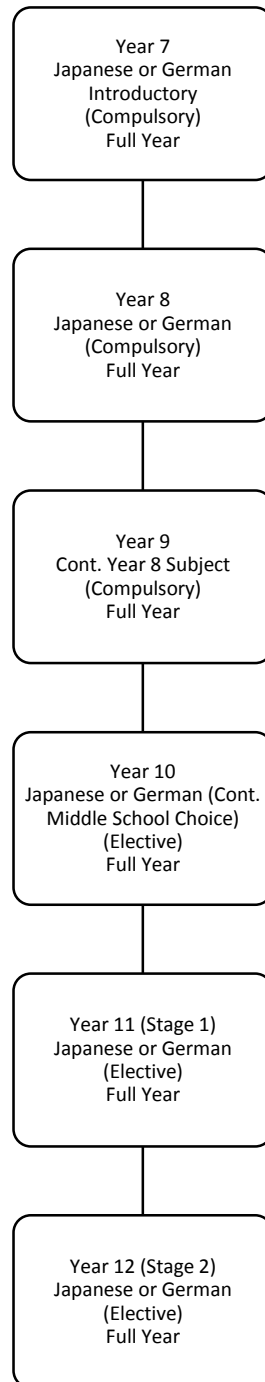 Year 7
Japanese or German
Introductory
(Compulsory)
Full Year
Year 8
Japanese or German
(Compulsory)
Full Year
Year 9
Cont. Year 8 Subject
(Compulsory)
Full Year
Year 10
Japanese or German (Cont.
Middle School Choice)
(Elective)
Full Year
Year 11 (Stage 1)
Japanese or German
(Elective)
Full Year
Year 12 (Stage 2)
Japanese or German
(Elective)
Full Year